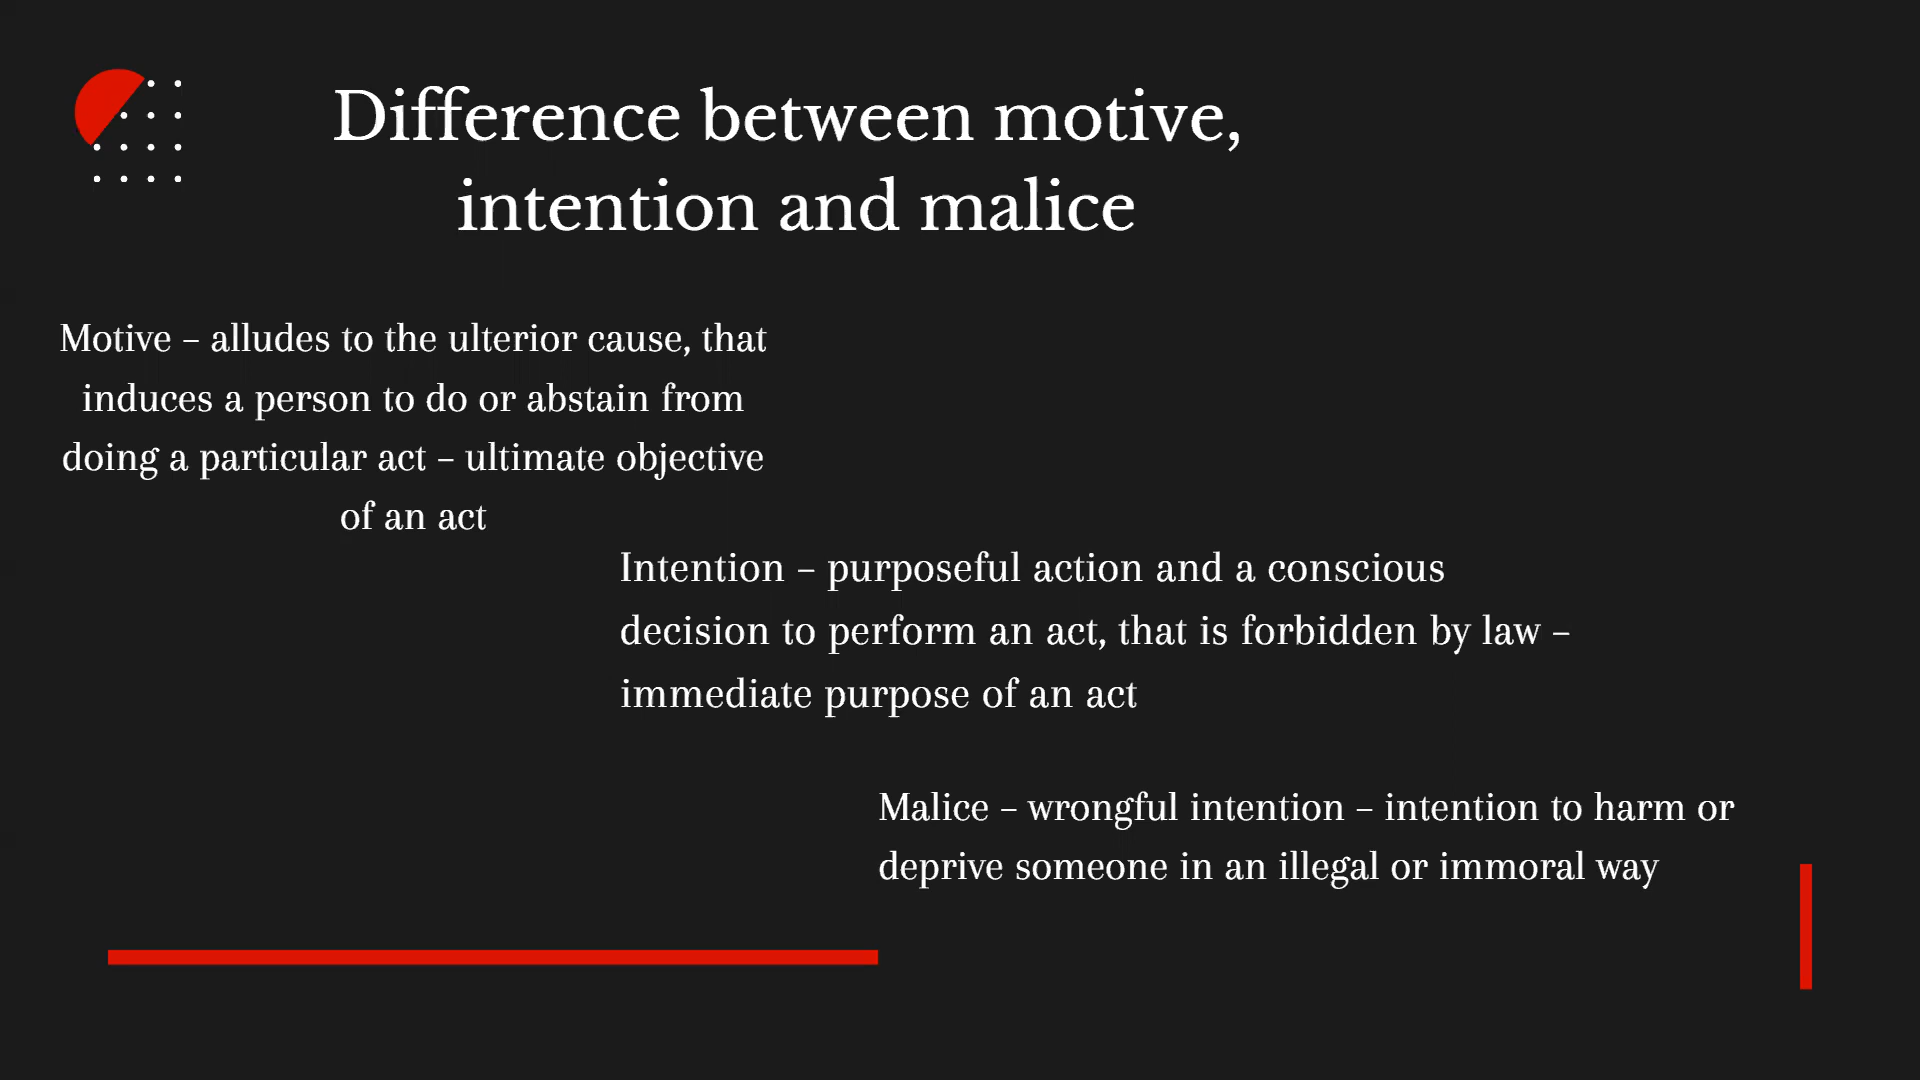 Difference between motive,
intention and malice
Motive – alludes to the ulterior cause, that
induces a person to do or abstain from
doing a particular act – ultimate objective
of an act
Intention – purposeful action and a conscious
decision to perform an act, that is forbidden by law –
immediate purpose of an act
Malice – wrongful intention – intention to harm or
deprive someone in an illegal or immoral way